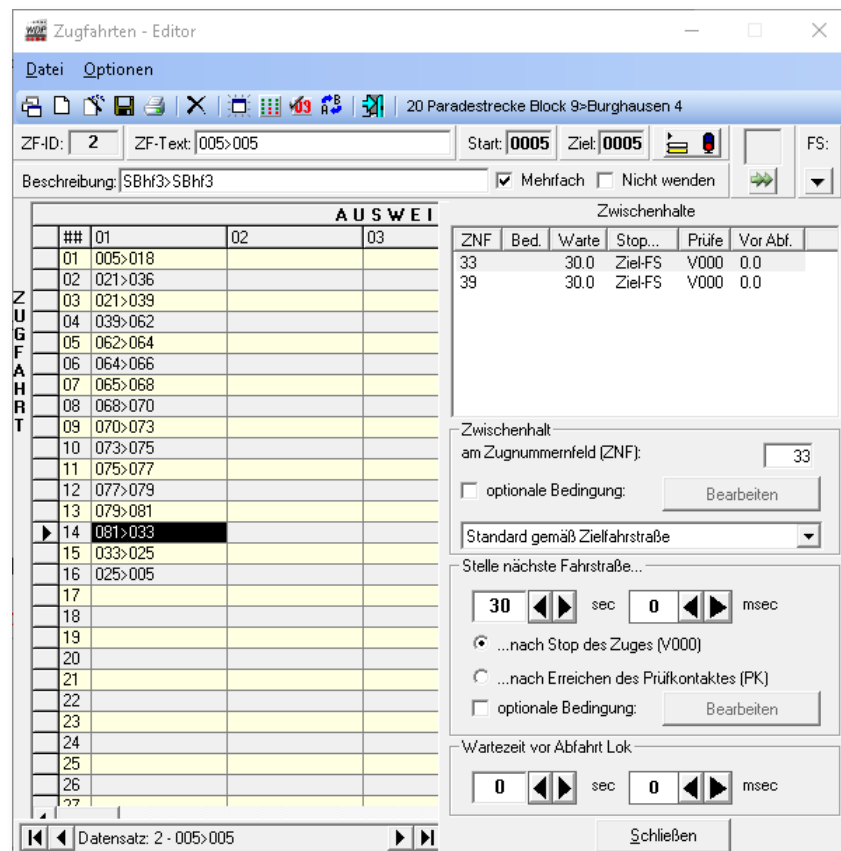 WDP Zugfahrten - Editor
Datei Optionen
20 Paradestrecke Block 9>Burghausen 4
ZF-ID: 2 ZF-Text: 005>005 Start: 0005 Ziel: 0005 FS:
Beschreibung: SBhf3>SBhf3 Mehrfach Nicht wenden
AUSWEI
ZUGFAHRT
## 01 02 03
01 005>018
02 021>036
03 021>039
04 039>062
05 062>064
06 064>066
07 065>068
08 068>070
09 070>073
10 073>075
11 075>077
12 077>079
13 079>081
14 081>033
15 033>025
16 025>005
17
18
19
20
21
22
23
24
25
26
27
Datensatz: 2 - 005>005
Zwischenhalte
ZNF Bed. Warte Stop... Prüfe Vor Abf.
33 30.0 Ziel-FS V000 0.0
39 30.0 Ziel-FS V000 0.0
Zwischenhalt
am Zugnummernfeld (ZNF): 33
optionale Bedingung: Bearbeiten
Standard gemäß Zielfahrstraße
Stelle nächste Fahrstraße...
30 sec 0 msec
...nach Stop des Zuges (V000)
...nach Erreichen des Prüfkontaktes (PK)
optionale Bedingung: Bearbeiten
Wartezeit vor Abfahrt Lok
0 sec 0 msec
Schließen